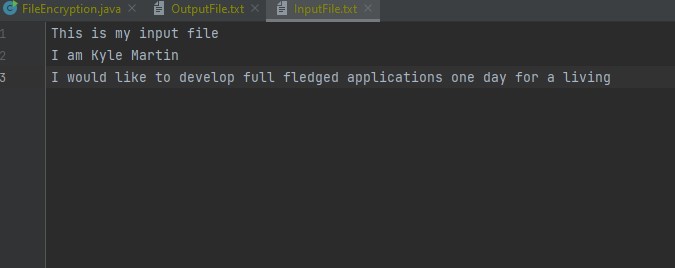 FileEncryption.java OutputFile.txt InputFile.txt
1 This is my input file
2 I am Kyle Martin
3 I would like to develop full fledged applications one day for a living